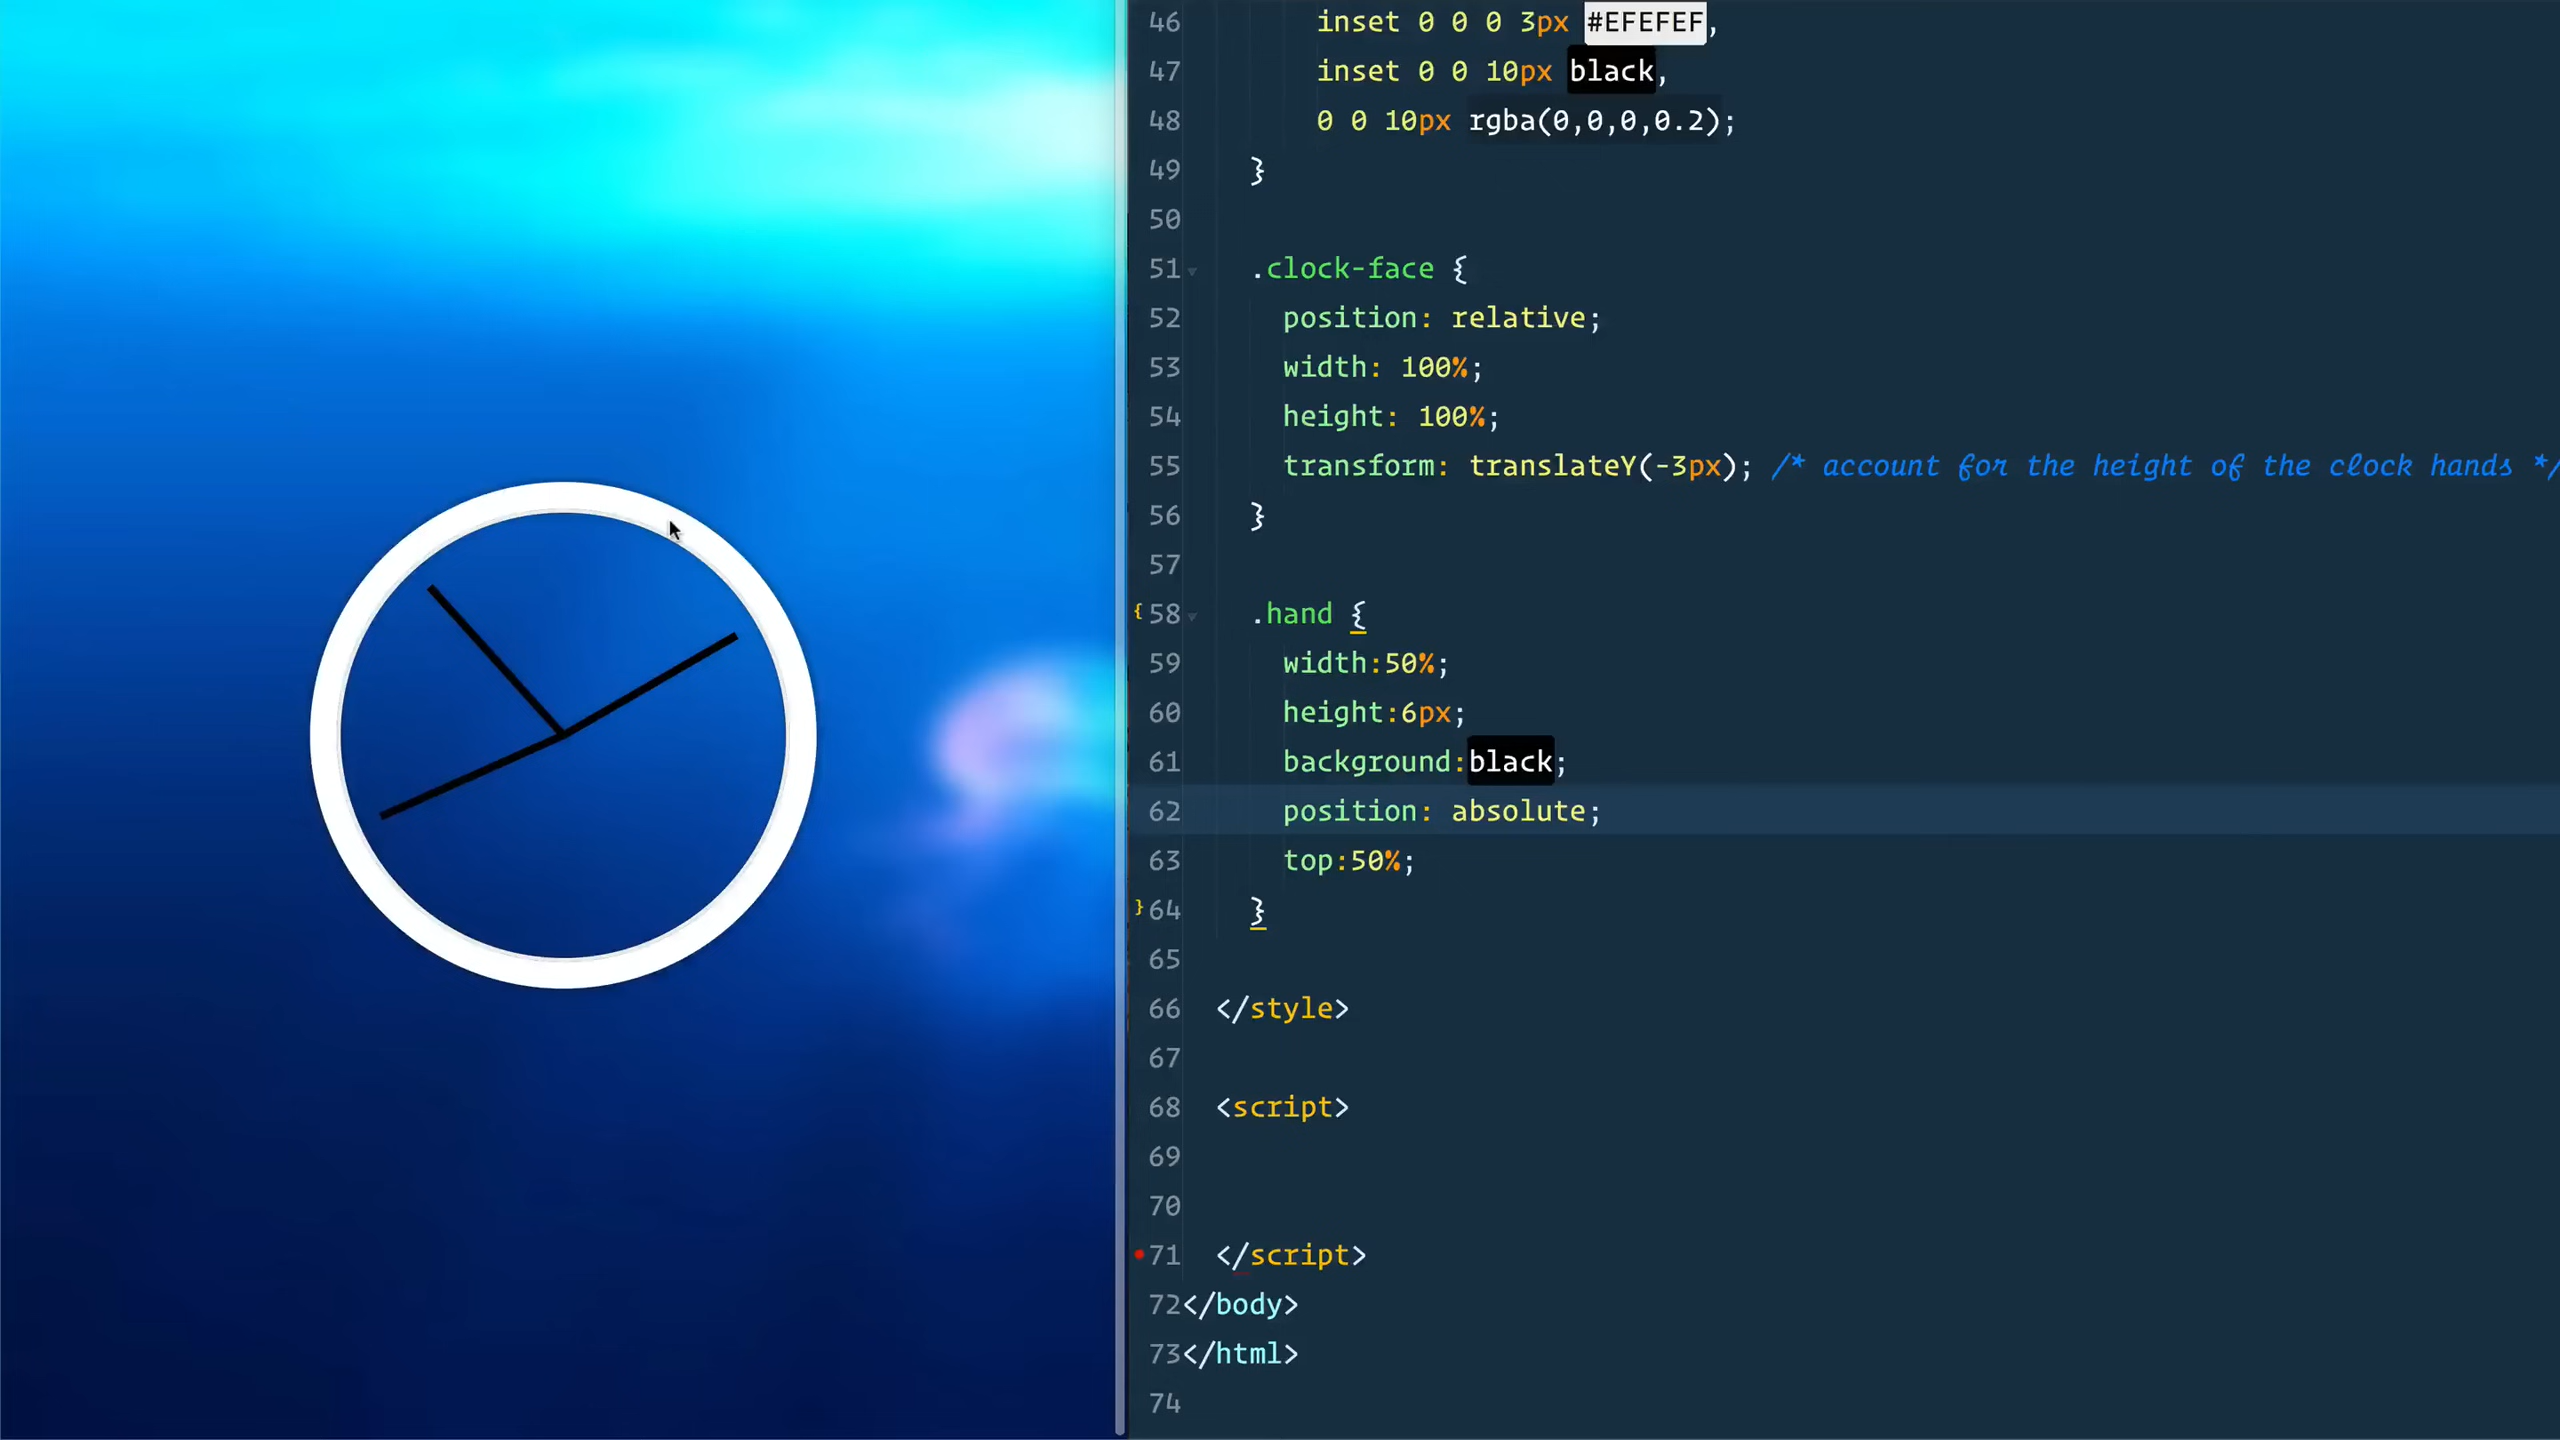 46 inset 0 0 0 3px #EFEFEF,
47 inset 0 0 10px black,
48 0 0 10px rgba(0,0,0,0.2);
49 }
50
51 .clock-face {
52 position: relative;
53 width: 100%;
54 height: 100%;
55 transform: translateY(-3px); /* account for the height of the clock hands */
56 }
57
{ 58 .hand {
59 width:50%;
60 height:6px;
61 background:black;
62 position: absolute;
63 top:50%;
} 64 }
65
66 </style>
67
68 <script>
69
70
71 </script>
72 </body>
73 </html>
74